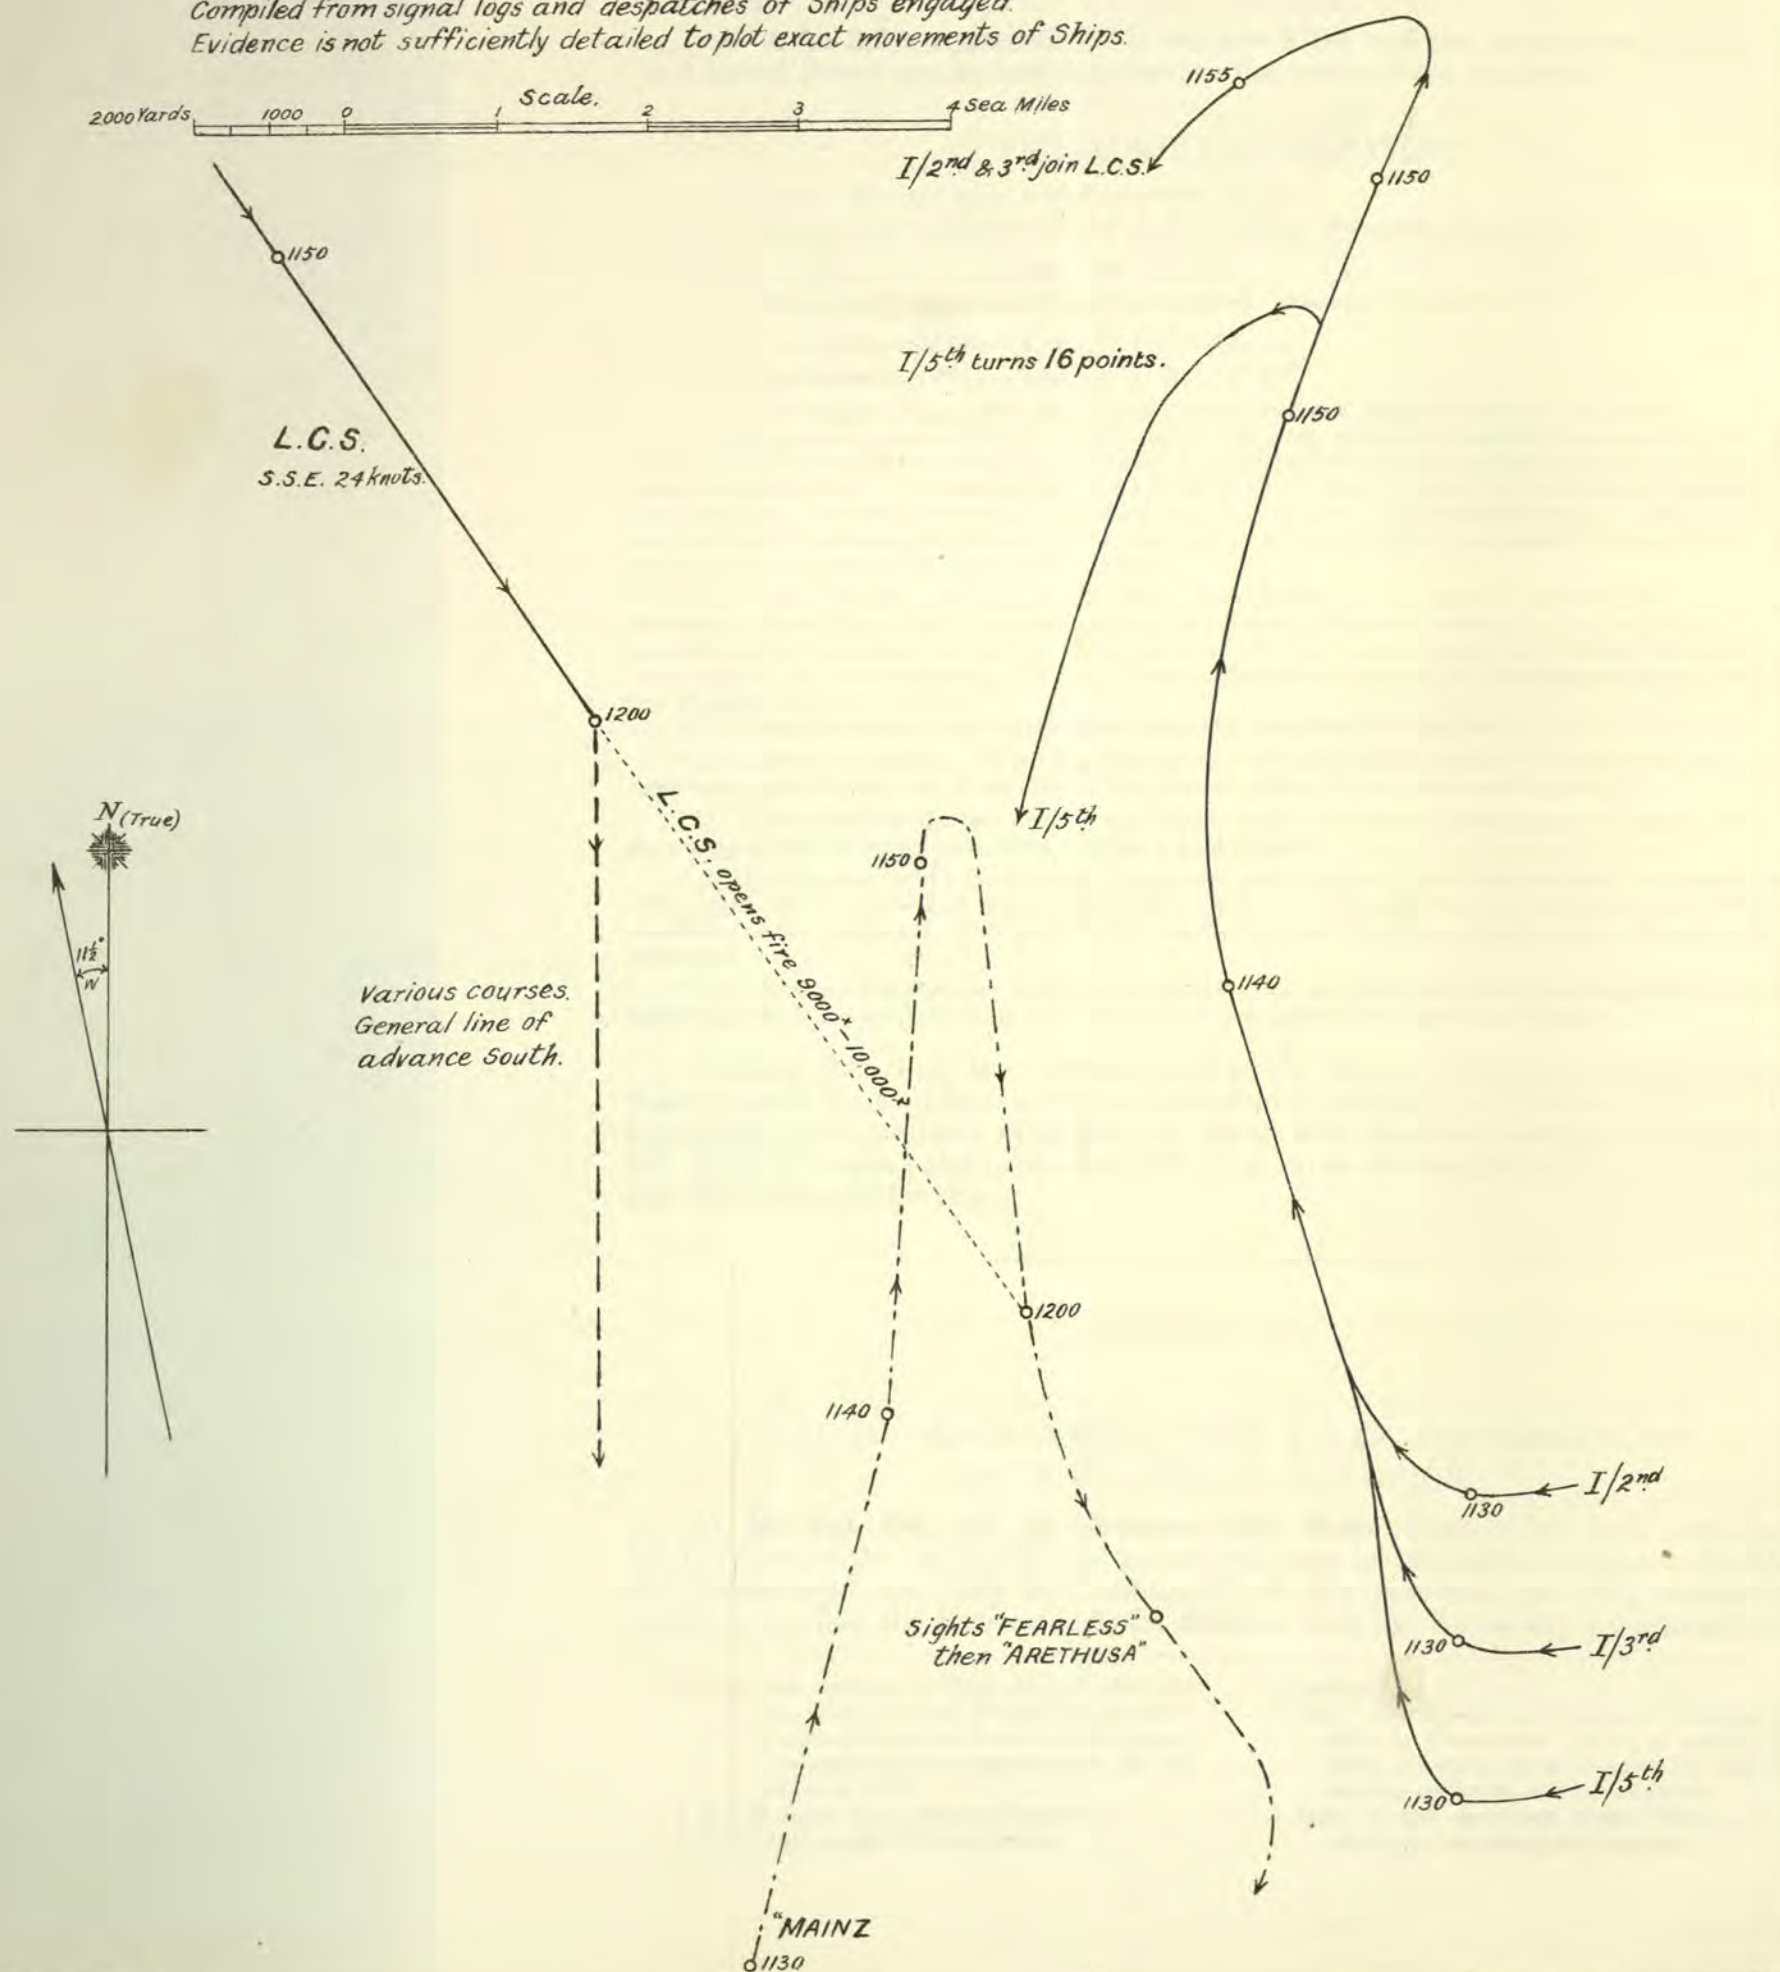 Compiled from signal logs and despatches of Ships engaged.
Evidence is not sufficiently detailed to plot exact movements of Ships.
Scale.
2000 Yards 1000 0 1 2 3 4 Sea Miles
1155
I/2nd & 3rd join L.C.S.
1150
1150
I/5th turns 16 points.
1150
L.C.S.
S.S.E. 24 knots.
1200
N (True)
11½°
W
L.C.S. opens fire 9000ˣ-10,000ˣ
I/5th
1150
1140
Various courses.
General line of
advance South.
1200
1140
I/2nd
1130
Sights "FEARLESS"
then "ARETHUSA"
1130
I/3rd
I/5th
1130
"MAINZ
1130